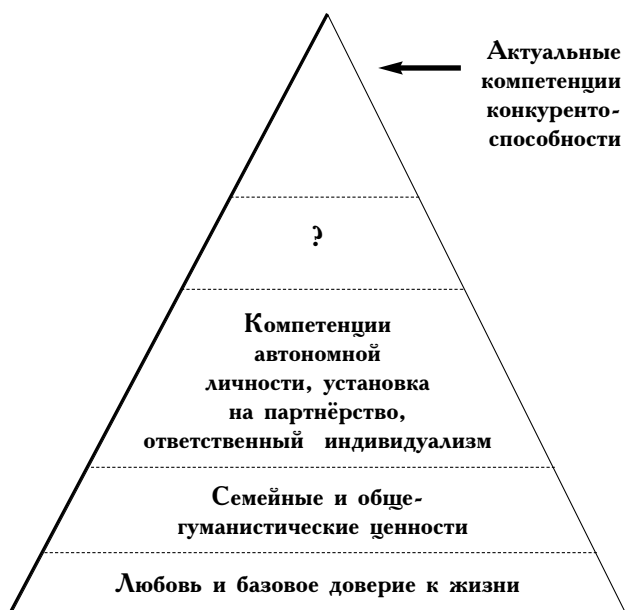 Актуальные
компетенции
конкуренто-
способности
?
Компетенции
автономной
личности, установка
на партнёрство,
ответственный индивидуализм
Семейные и обще-
гуманистические ценности
Любовь и базовое доверие к жизни